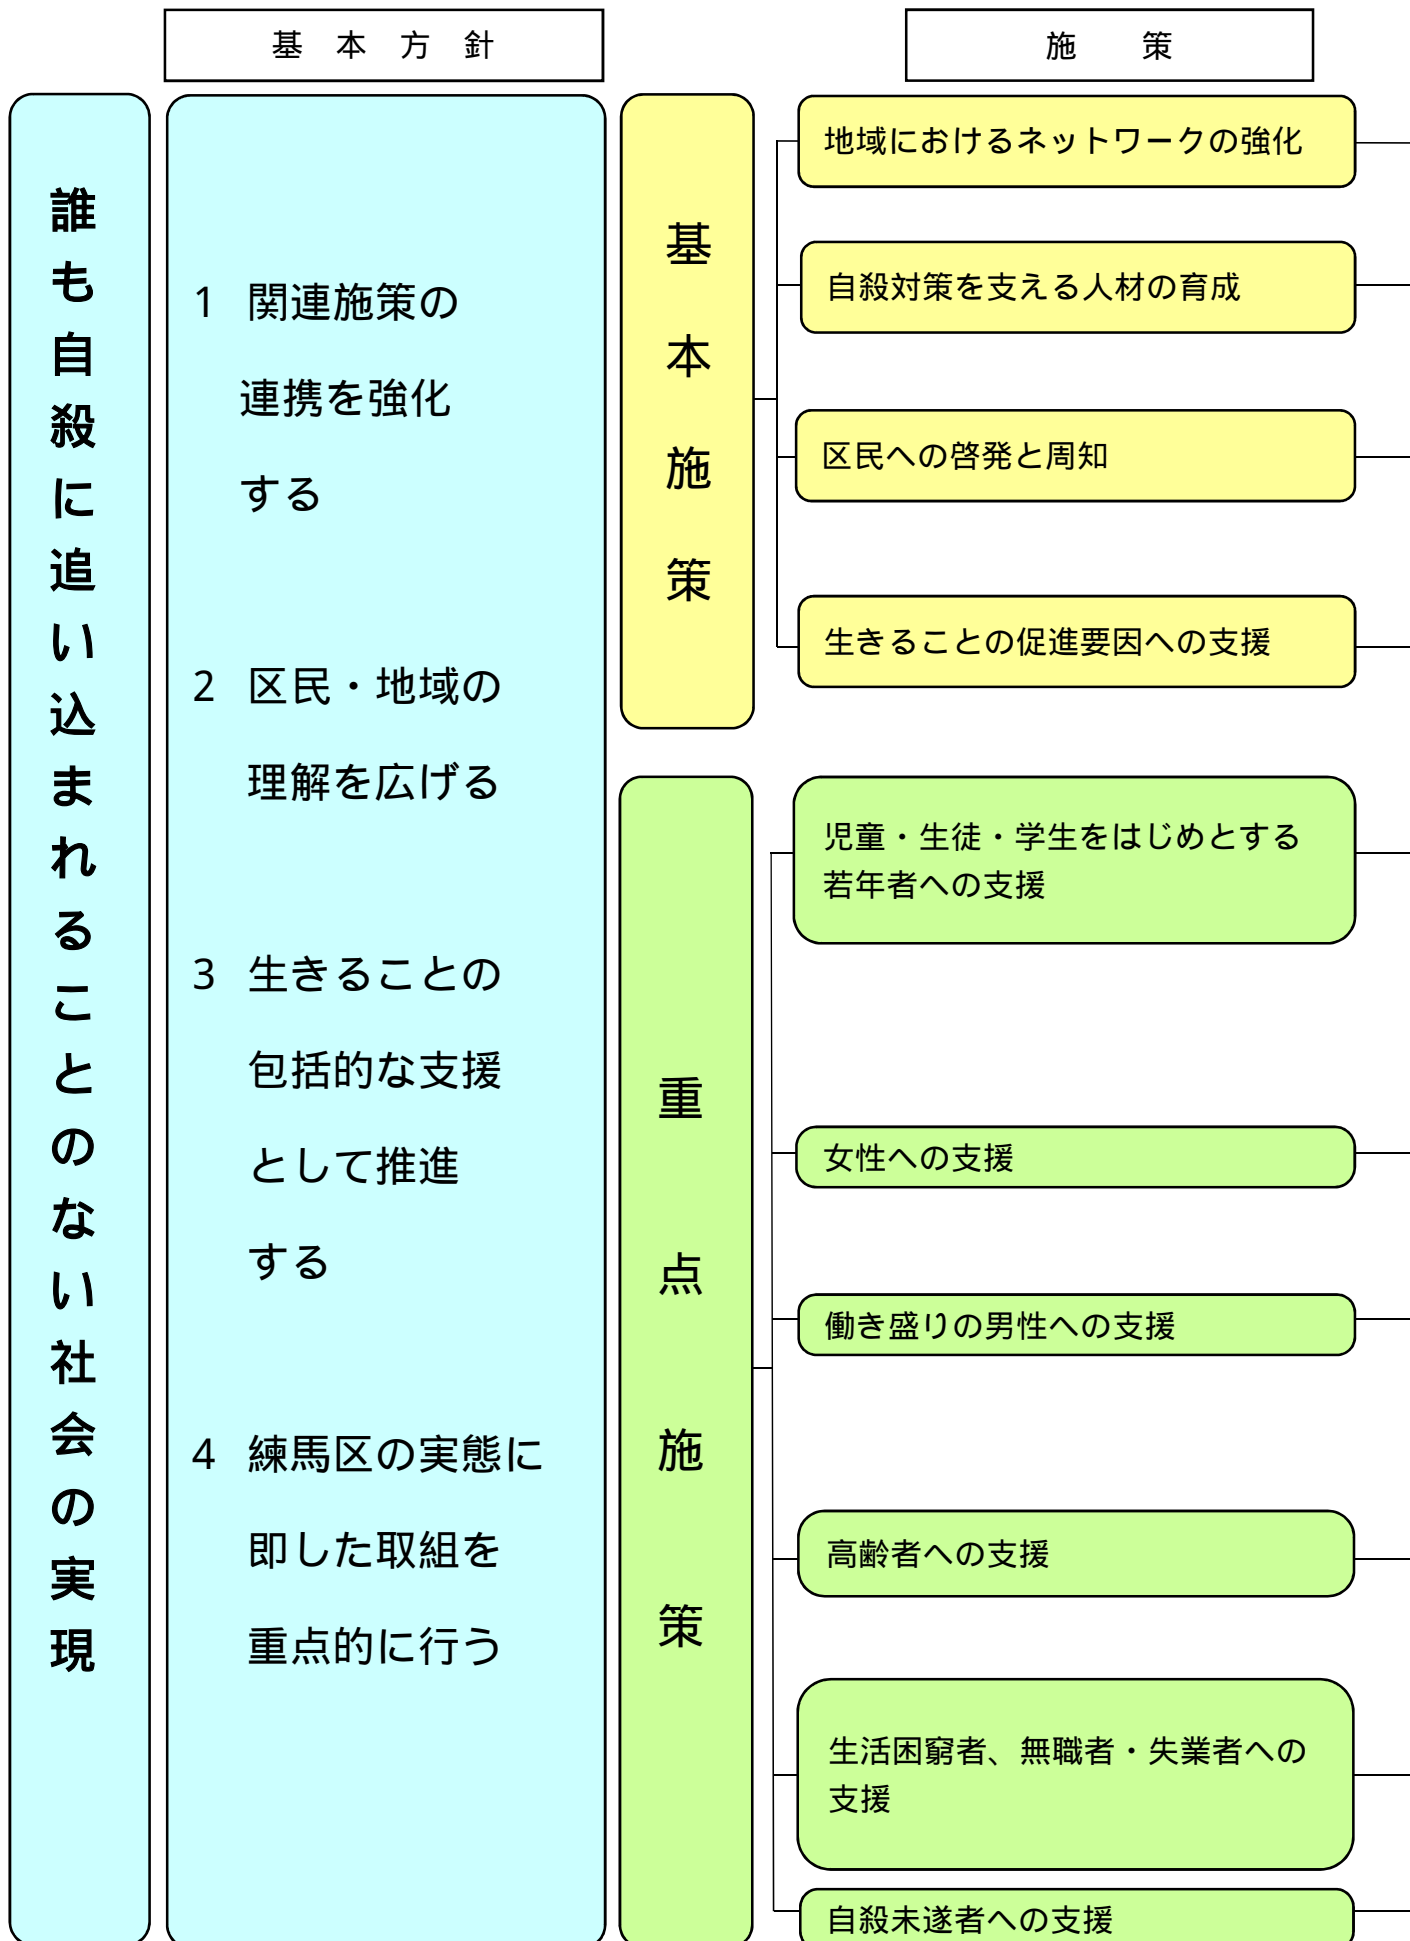 基本方針
施策
誰も自殺に追い込まれることのない社会の実現
1 関連施策の
連携を強化
する
2 区民・地域の
理解を広げる
3 生きることの
包括的な支援
として推進
する
4 練馬区の実態に
即した取組を
重点的に行う
基本施策
地域におけるネットワークの強化
自殺対策を支える人材の育成
区民への啓発と周知
生きることの促進要因への支援
重点施策
児童・生徒・学生をはじめとする
若年者への支援
女性への支援
働き盛りの男性への支援
高齢者への支援
生活困窮者、無職者・失業者への
支援
自殺未遂者への支援